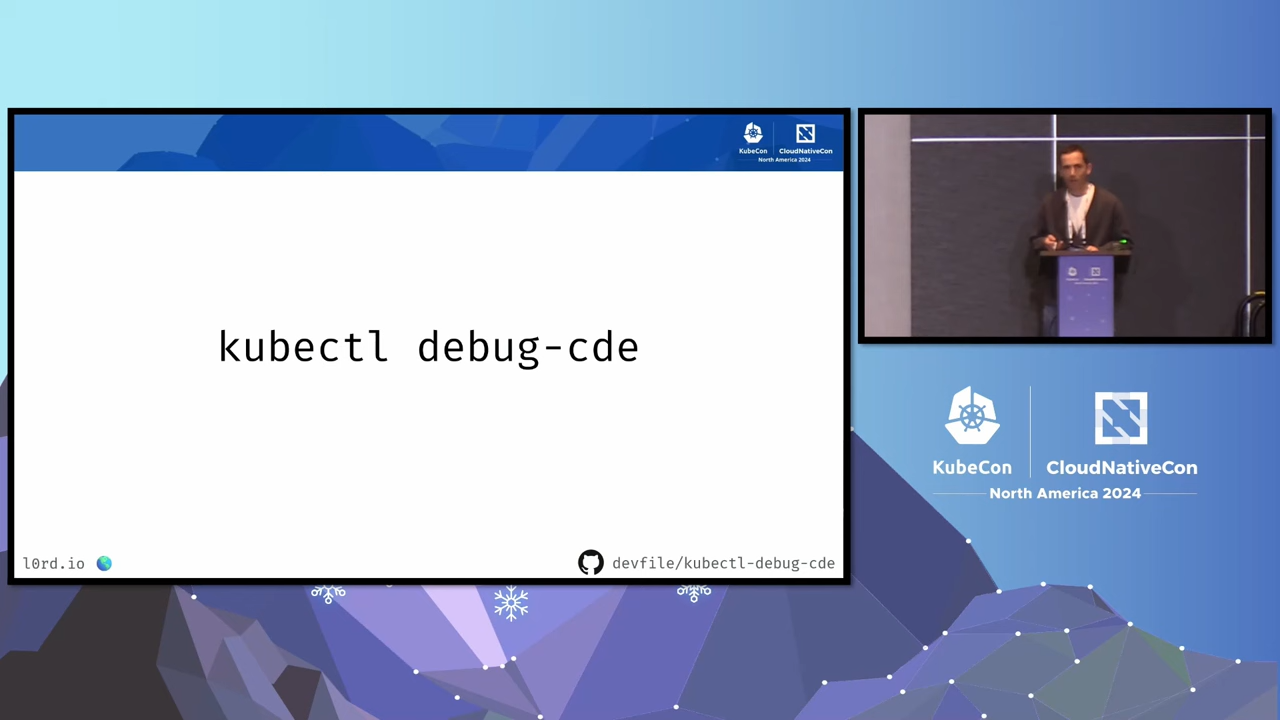 KubeCon
CloudNativeCon
North America 2024
kubectl debug-cde
l0rd.io
devfile/kubectl-debug-cde
KubeCon
CloudNativeCon
North America 2024